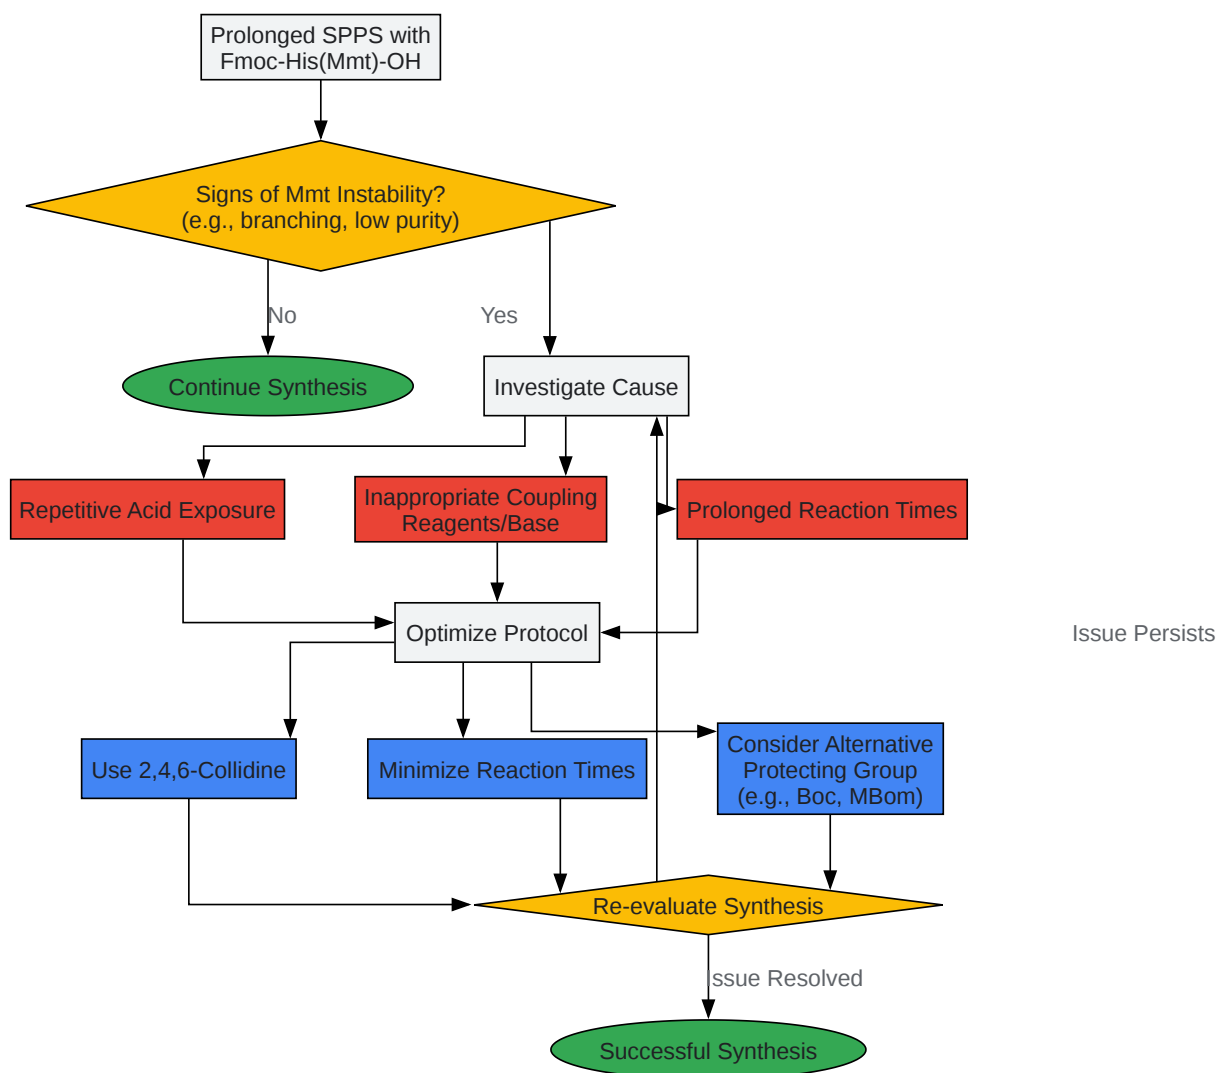 Prolonged SPPS with
Fmoc-His(Mmt)-OH
Signs of Mmt Instability?
(e.g., branching, low purity)
No
Yes
Continue Synthesis
Investigate Cause
Repetitive Acid Exposure
Inappropriate Coupling
Reagents/Base
Prolonged Reaction Times
Optimize Protocol
Issue Persists
Use 2,4,6-Collidine
Minimize Reaction Times
Consider Alternative
Protecting Group
(e.g., Boc, MBom)
Re-evaluate Synthesis
Issue Resolved
Successful Synthesis